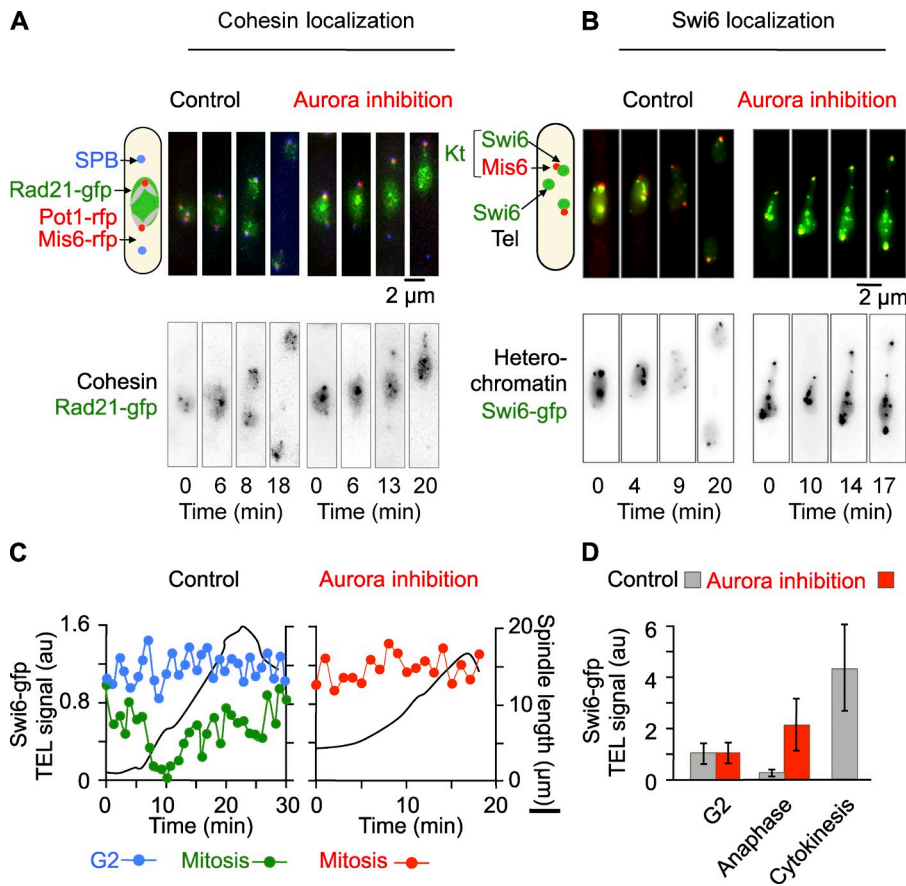 A
Cohesin localization
Control
Aurora inhibition
SPB
Rad21-gfp
Pot1-rfp
Mis6-rfp
2 µm
Cohesin
Rad21-gfp
0 6 8 18
0 6 13 20
Time (min)
Time (min)
B
Swi6 localization
Control
Aurora inhibition
Kt
Swi6
Mis6
Swi6
Tel
2 µm
Hetero-
chromatin
Swi6-gfp
0 4 9 20
0 10 14 17
Time (min)
Time (min)
C
Control
Aurora inhibition
Swi6-gfp
TEL signal (au)
1.6
0.8
0
0 10 20 30
Time (min)
0 10 20
Time (min)
20
15
10
5
0
Spindle length (µm)
G2
Mitosis
Mitosis
D
Control
Aurora inhibition
Swi6-gfp
TEL signal (au)
6
4
2
0
G2
Anaphase
Cytokinesis